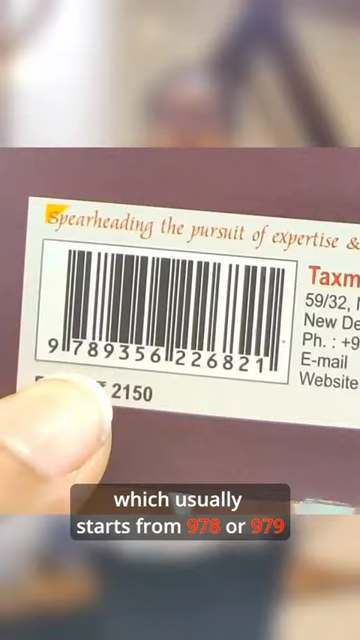 Spearheading the pursuit of expertise &
Taxm
59/32,
New De
Ph. : +9
E-mail
Website
9 789356 226821
2150
which usually
starts from 978 or 979